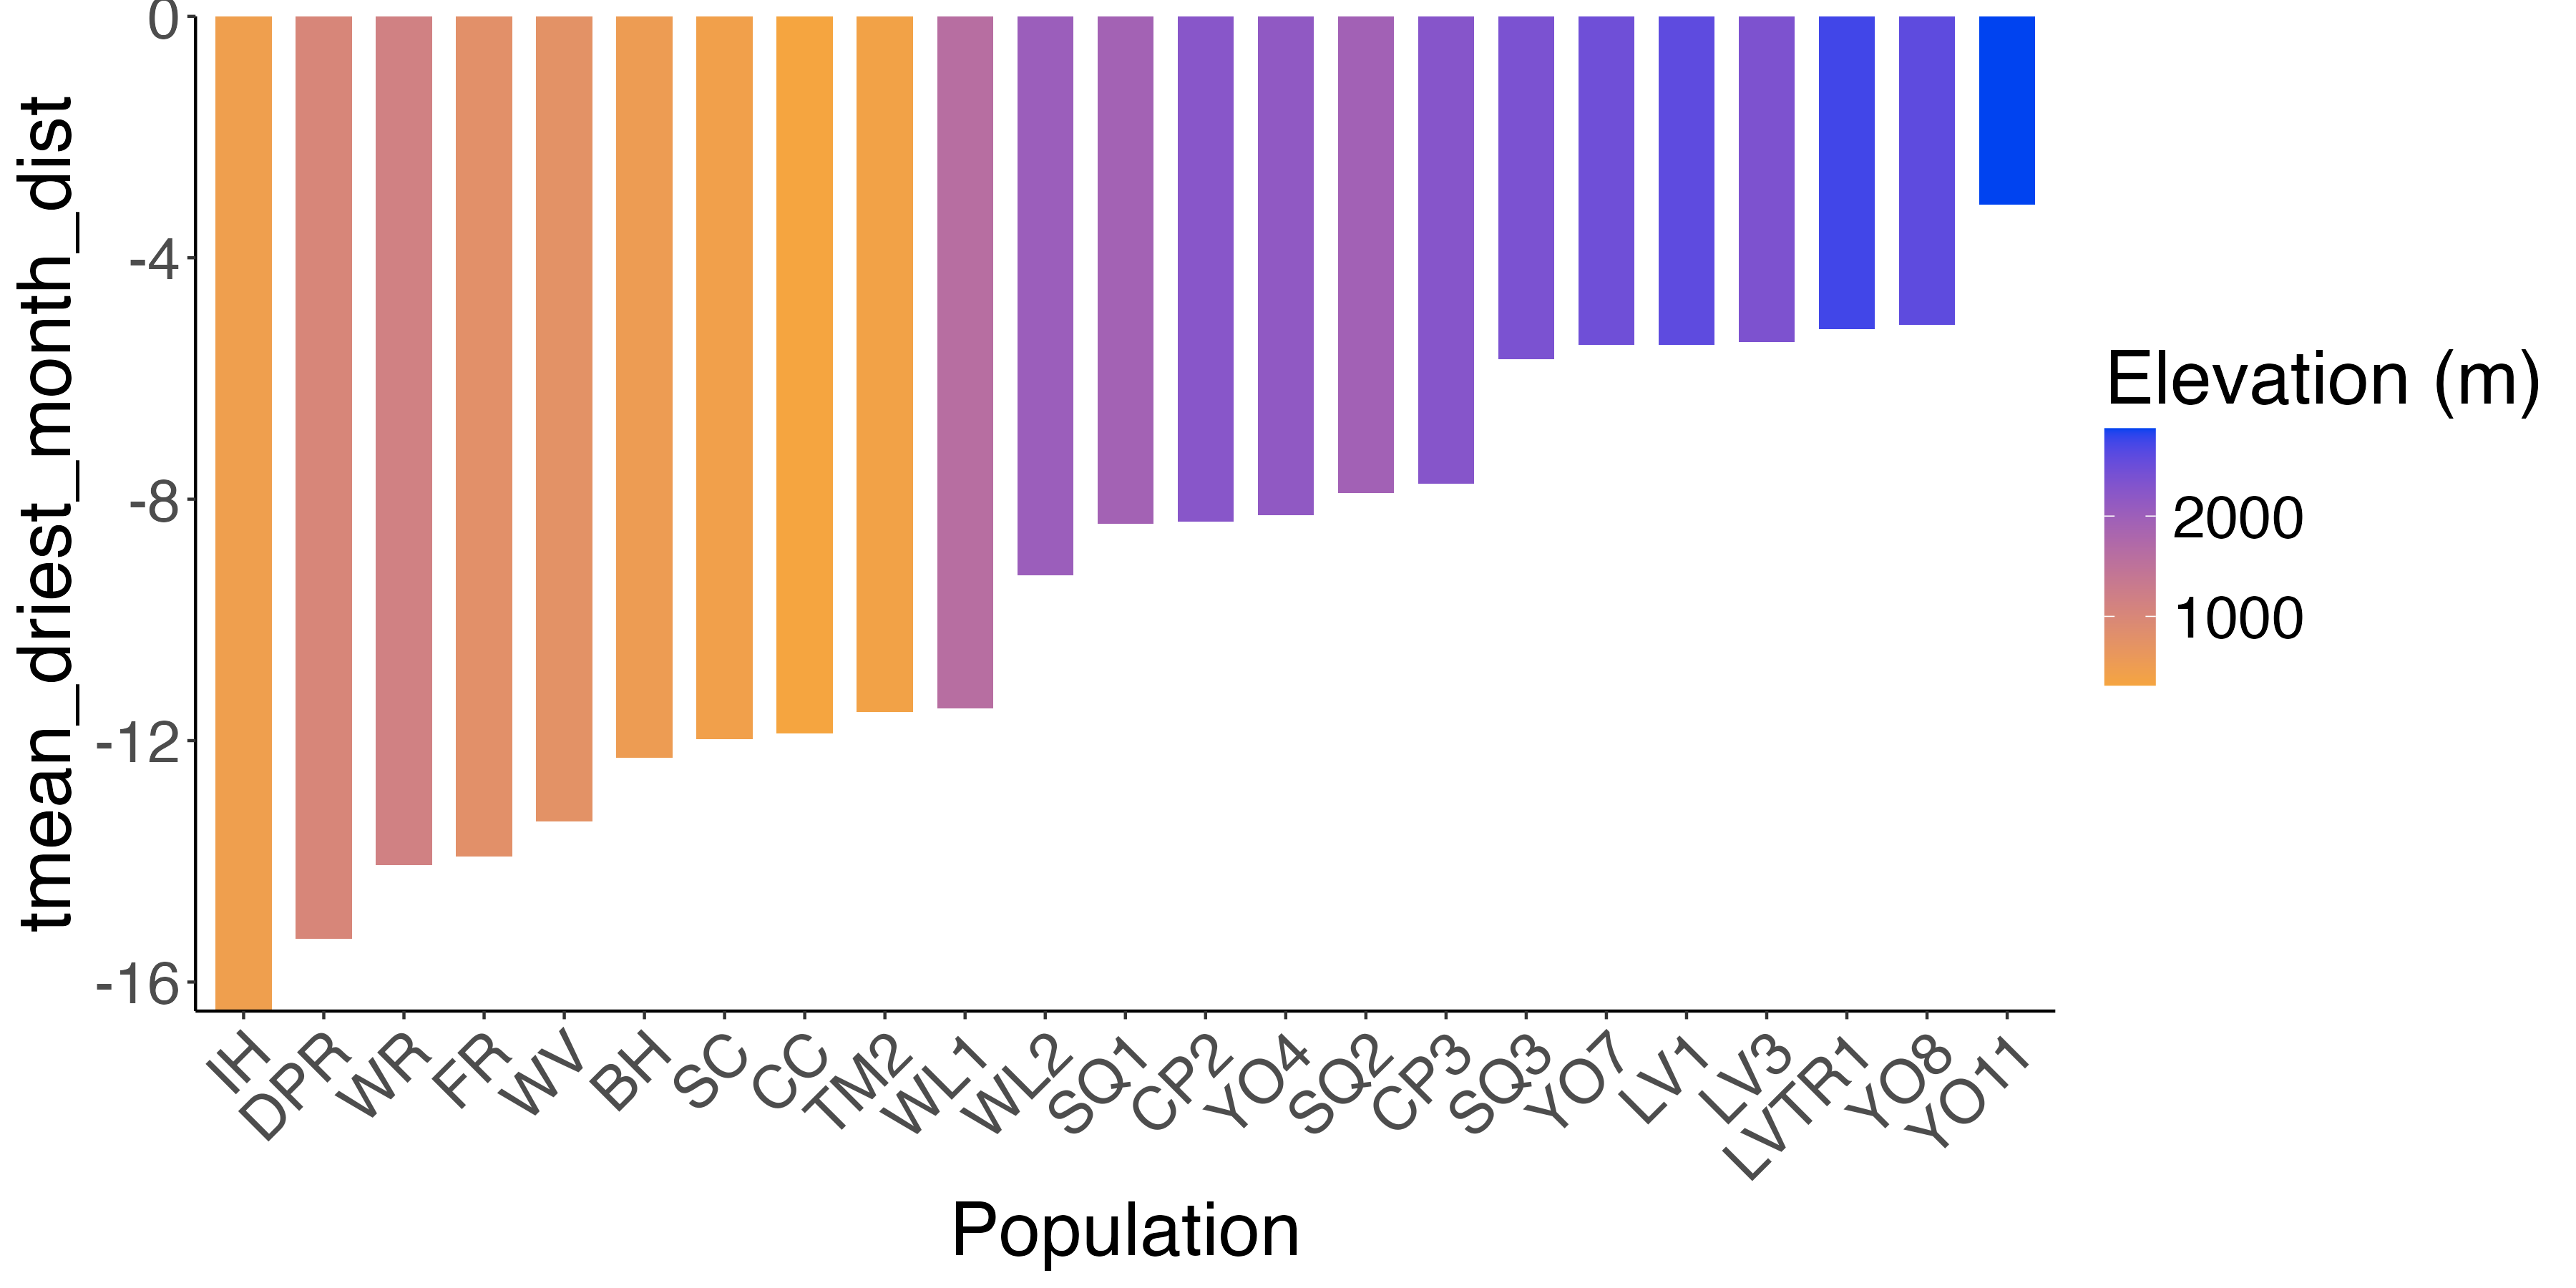 tmean_driest_month_dist
0
-4
-8
-12
-16
IH
DPR
WR
FR
WV
BH
SC
CC
TM2
WL1
WL2
SQ1
CP2
YO4
SQ2
CP3
SQ3
YO7
LV1
LV3
LVTR1
YO8
YO11
Population
Elevation (m)
2000
1000